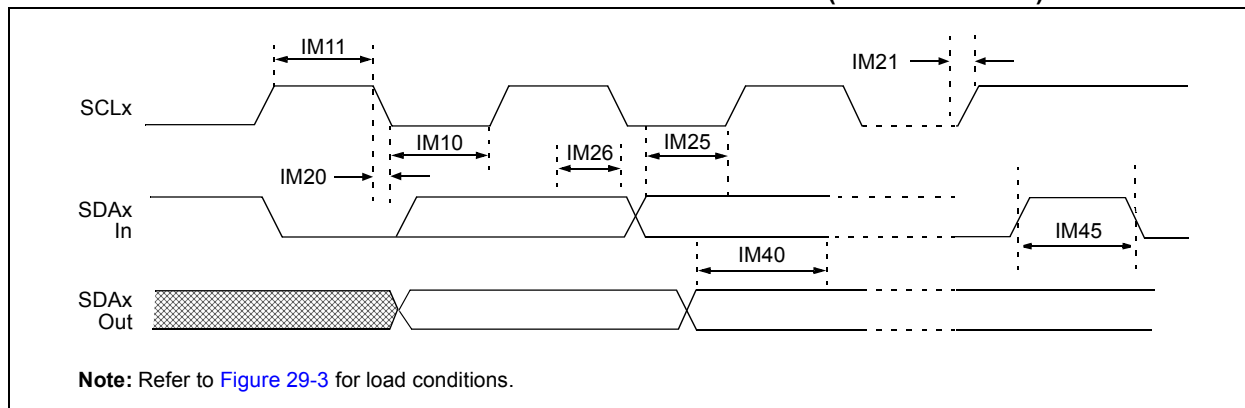 IM11
IM21
SCLx
IM10
IM26
IM25
IM20
SDAx
In
IM45
IM40
SDAx
Out
Note: Refer to Figure 29-3 for load conditions.